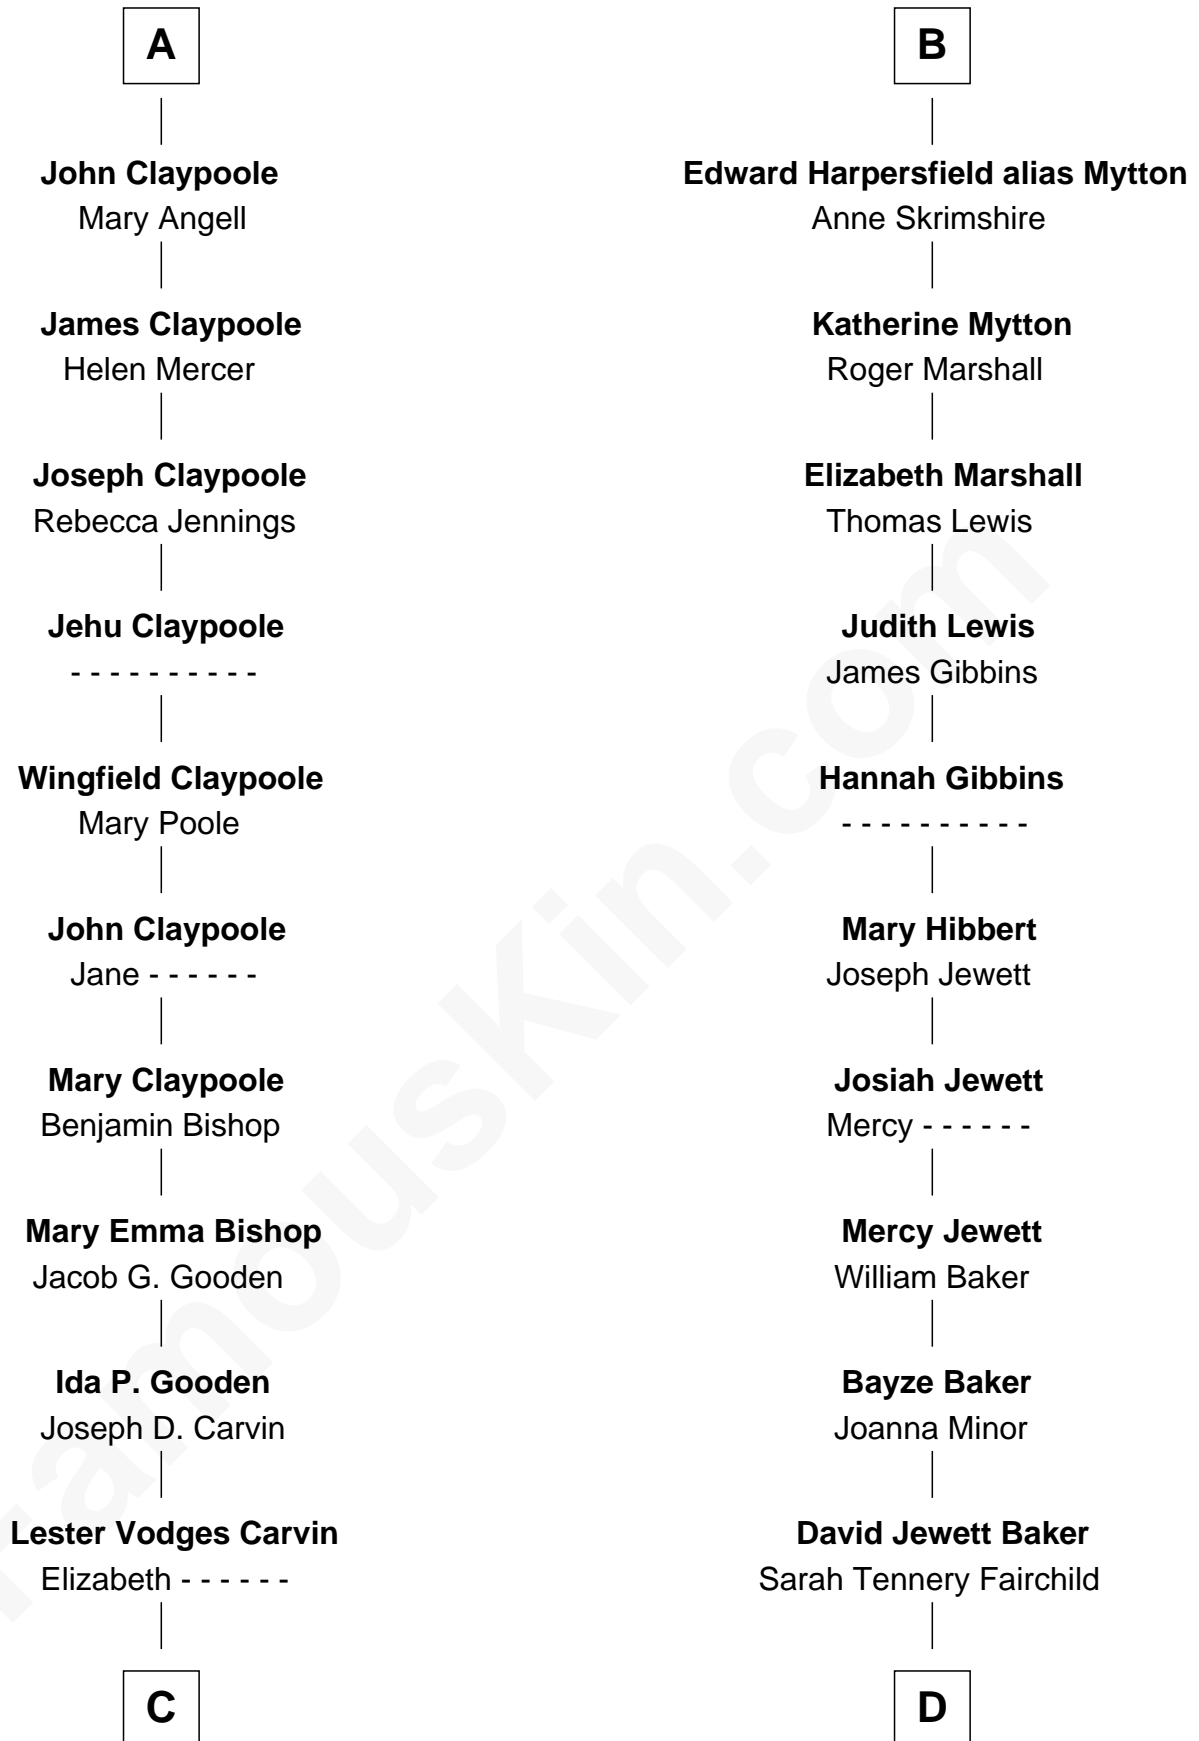 A
John Claypoole
Mary Angell
James Claypoole
Helen Mercer
Joseph Claypoole
Rebecca Jennings
Jehu Claypoole
- - - - - - - - - -
Wingfield Claypoole
Mary Poole
John Claypoole
Jane - - - - - -
Mary Claypoole
Benjamin Bishop
Mary Emma Bishop
Jacob G. Gooden
Ida P. Gooden
Joseph D. Carvin
Lester Vodges Carvin
Elizabeth - - - - - -
C
B
Edward Harpersfield alias Mytton
Anne Skrimshire
Katherine Mytton
Roger Marshall
Elizabeth Marshall
Thomas Lewis
Judith Lewis
James Gibbins
Hannah Gibbins
- - - - - - - - - -
Mary Hibbert
Joseph Jewett
Josiah Jewett
Mercy - - - - - -
Mercy Jewett
William Baker
Bayze Baker
Joanna Minor
David Jewett Baker
Sarah Tennery Fairchild
D
FamousKin.com